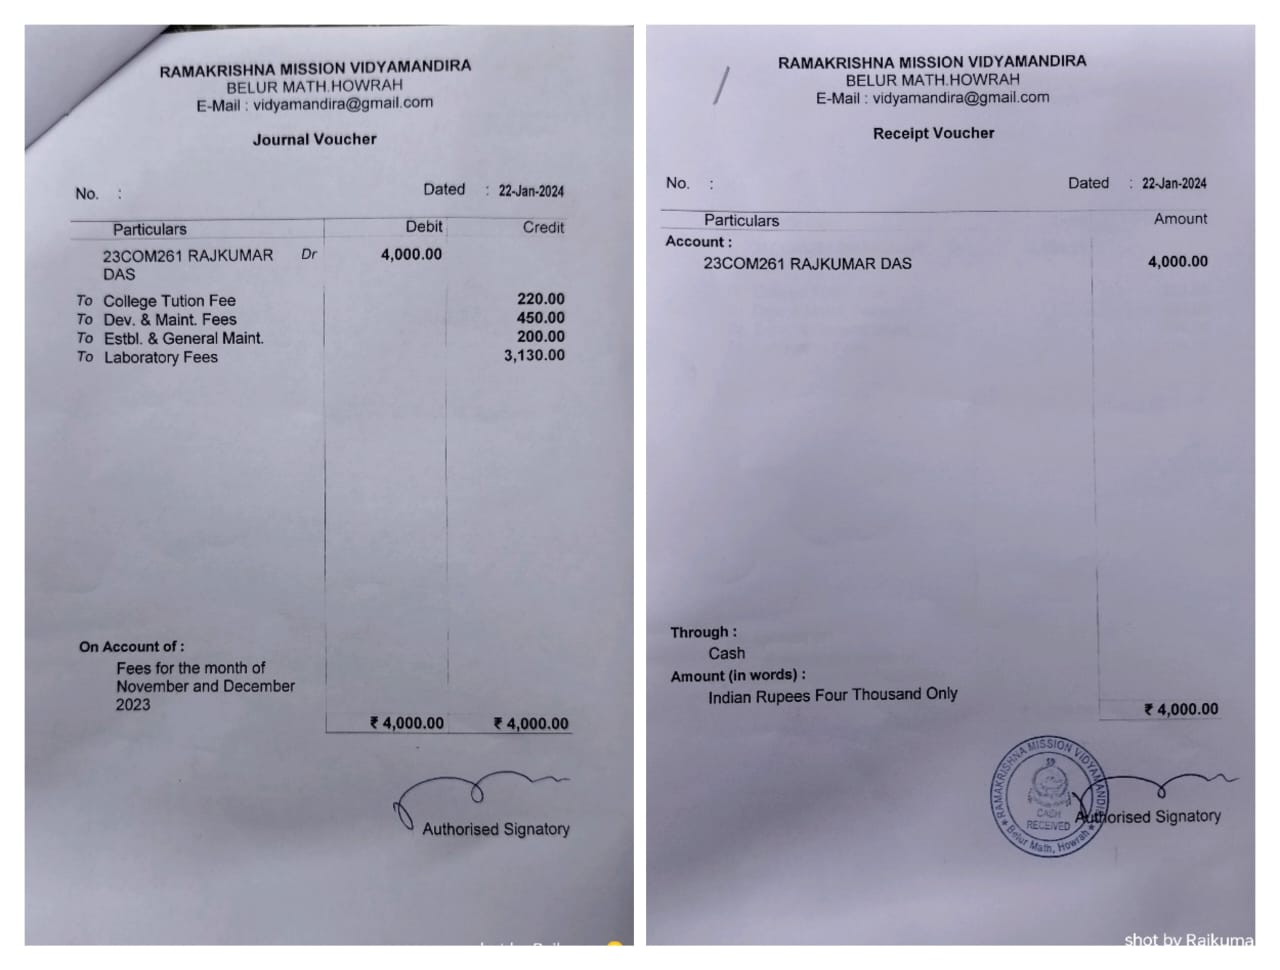 RAMAKRISHNA MISSION VIDYAMANDIRA
BELUR MATH.HOWRAH
E-Mail : vidyamandira@gmail.com
Journal Voucher
No. :
Dated : 22-Jan-2024
Particulars Debit Credit
23COM261 RAJKUMAR Dr 4,000.00
DAS
To College Tution Fee 220.00
To Dev. & Maint. Fees 450.00
To Estbl. & General Maint. 200.00
To Laboratory Fees 3,130.00
On Account of :
Fees for the month of
November and December
2023
₹ 4,000.00 ₹ 4,000.00
Authorised Signatory
RAMAKRISHNA MISSION VIDYAMANDIRA
BELUR MATH.HOWRAH
E-Mail : vidyamandira@gmail.com
Receipt Voucher
No. :
Dated : 22-Jan-2024
Particulars Amount
Account :
23COM261 RAJKUMAR DAS 4,000.00
Through :
Cash
Amount (in words) :
Indian Rupees Four Thousand Only
₹ 4,000.00
RAMAKRISHNA MISSION VIDYAMANDIRA
CASH
RECEIVED
Belur Math, Howrah
Authorised Signatory
shot by Rajkuma